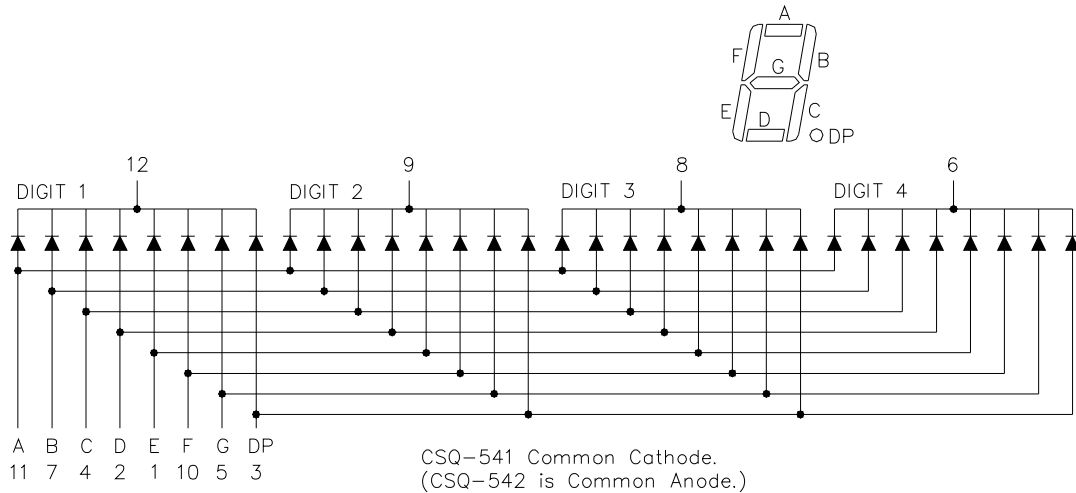 A
F B
G
E D C
DP
12 9 8 6
DIGIT 1 DIGIT 2 DIGIT 3 DIGIT 4
A B C D E F G DP
11 7 4 2 1 10 5 3
CSQ-541 Common Cathode.
(CSQ-542 is Common Anode.)